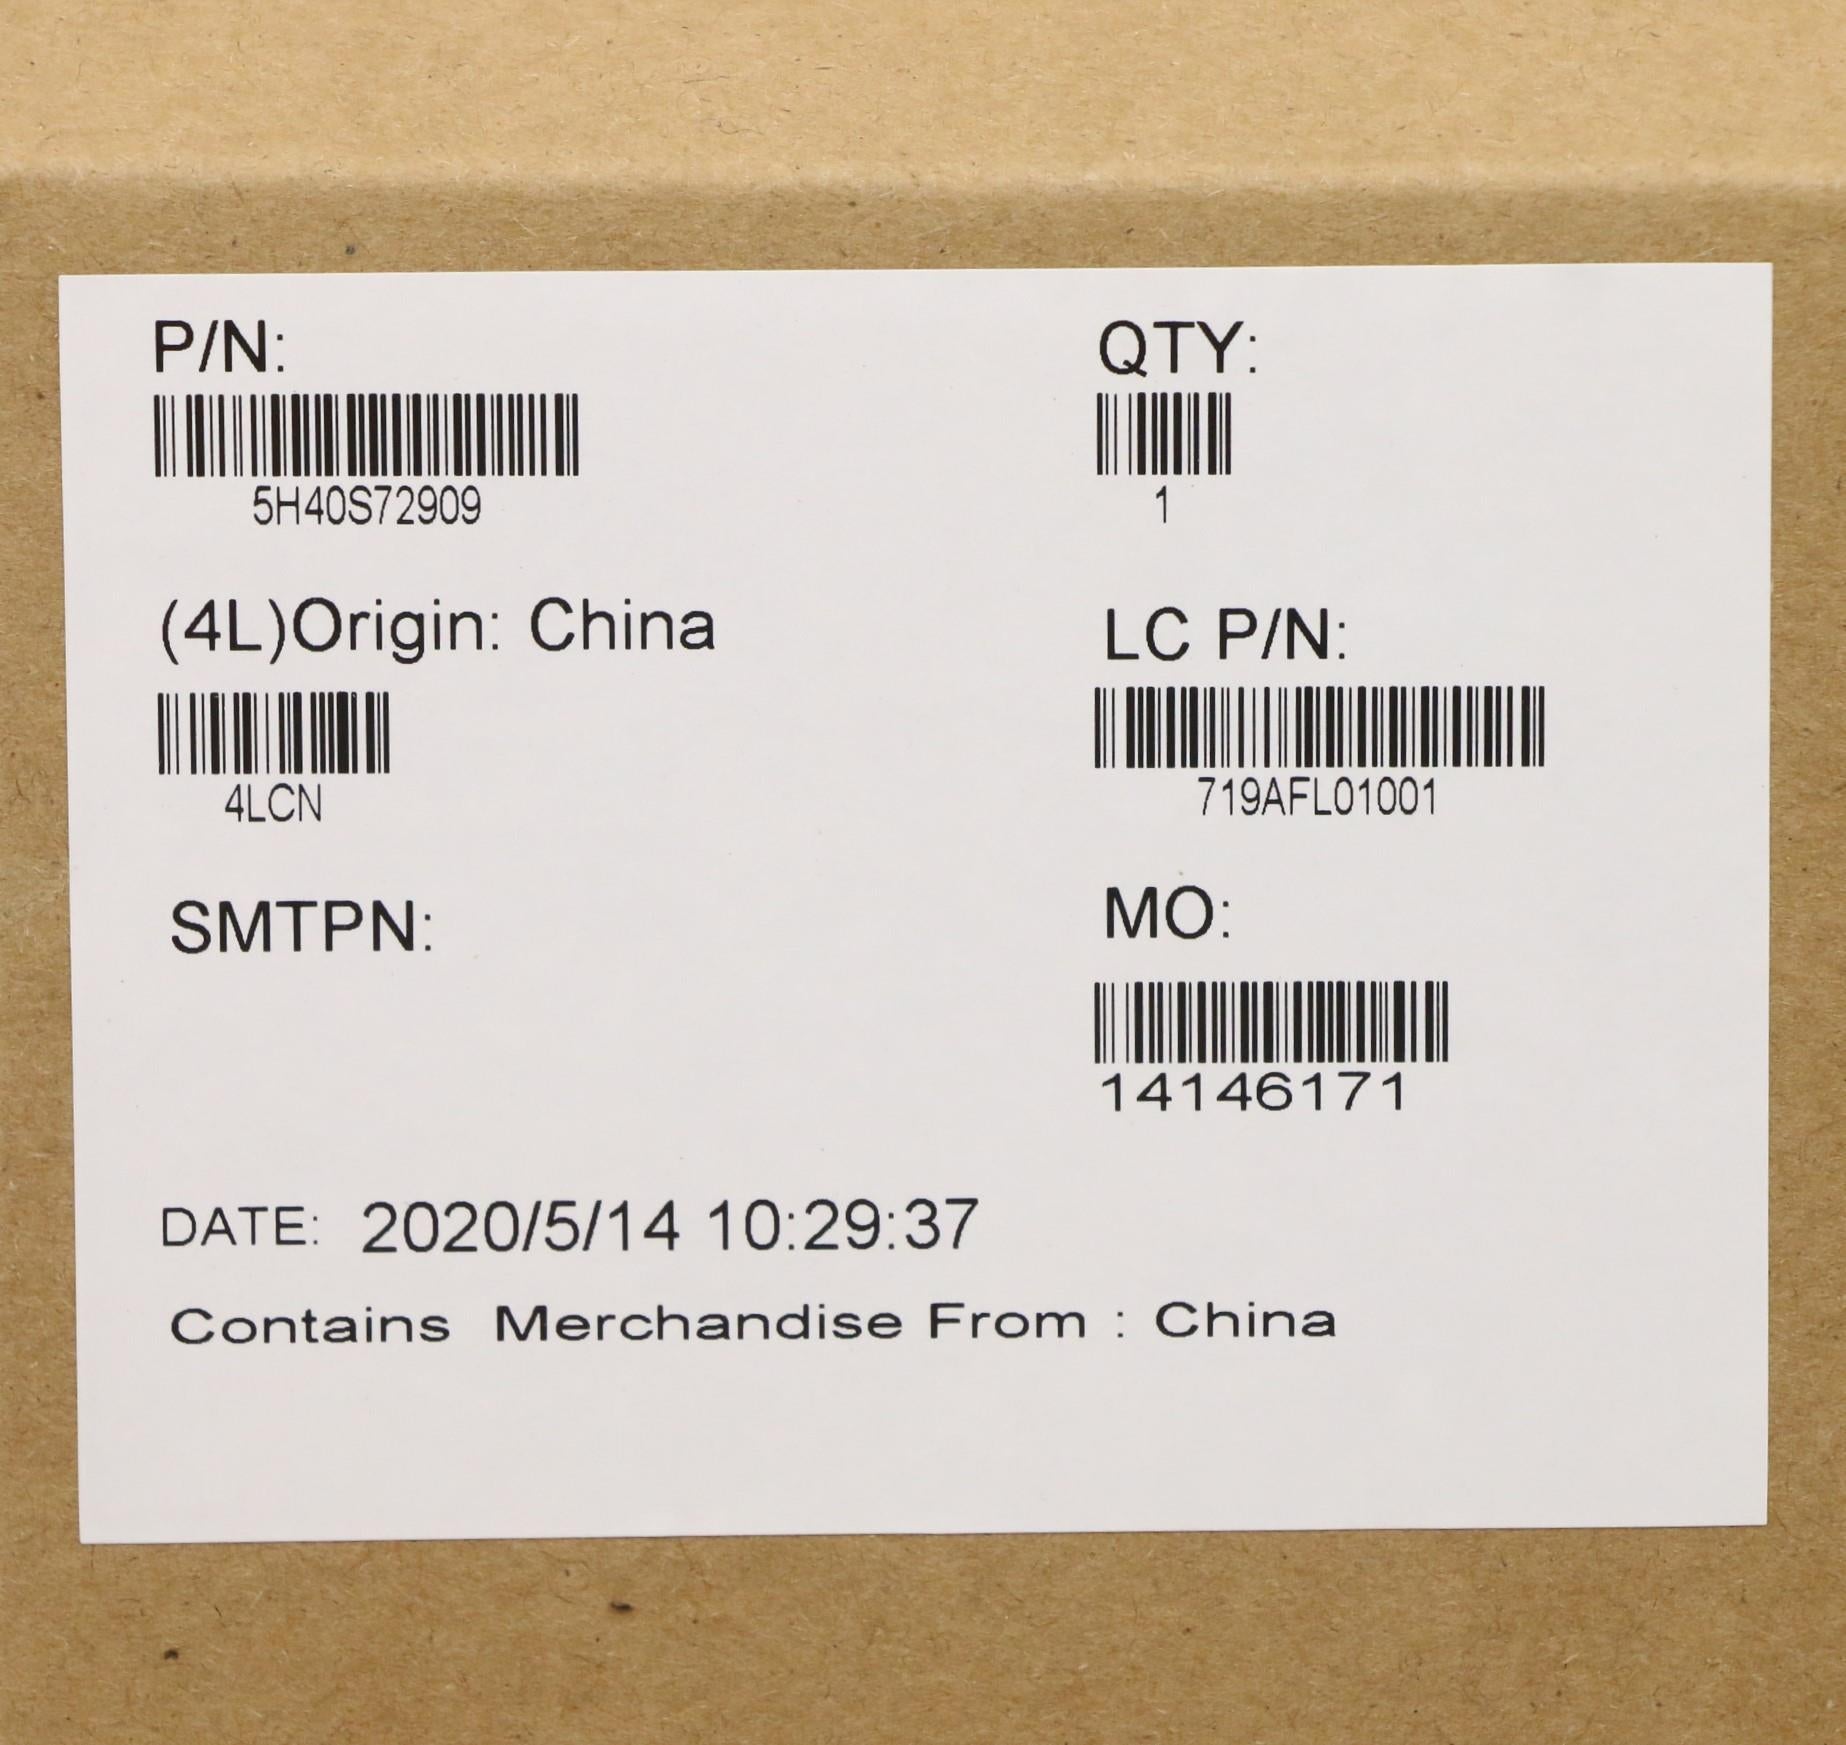 P/N:
5H40S72909
QTY:
1
(4L)Origin: China
4LCN
LC P/N:
719AFL01001
SMTPN:
MO:
14146171
DATE: 2020/5/14 10:29:37
Contains Merchandise From : China